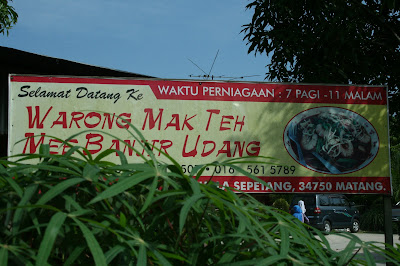 Selamat Datang Ke
WAKTU PERNIAGAAN : 7 PAGI -11 MALAM
WARONG MAK TEH
MEE BANJIR UDANG
016 561 5789
SEPETANG, 34750 MATANG.